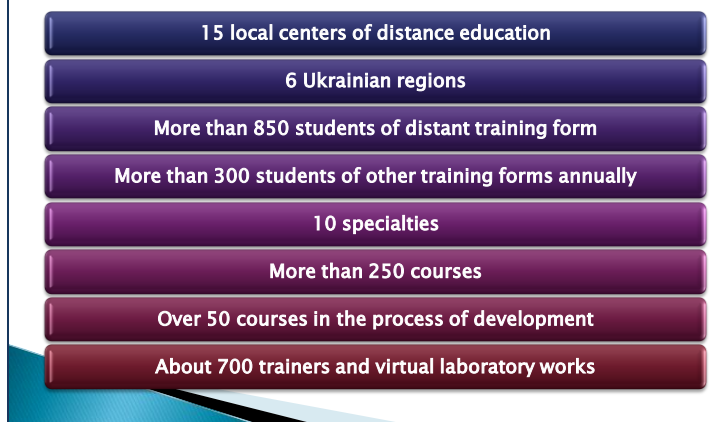 15 local centers of distance education
6 Ukrainian regions
More than 850 students of distant training form
More than 300 students of other training forms annually
10 specialties
More than 250 courses
Over 50 courses in the process of development
About 700 trainers and virtual laboratory works